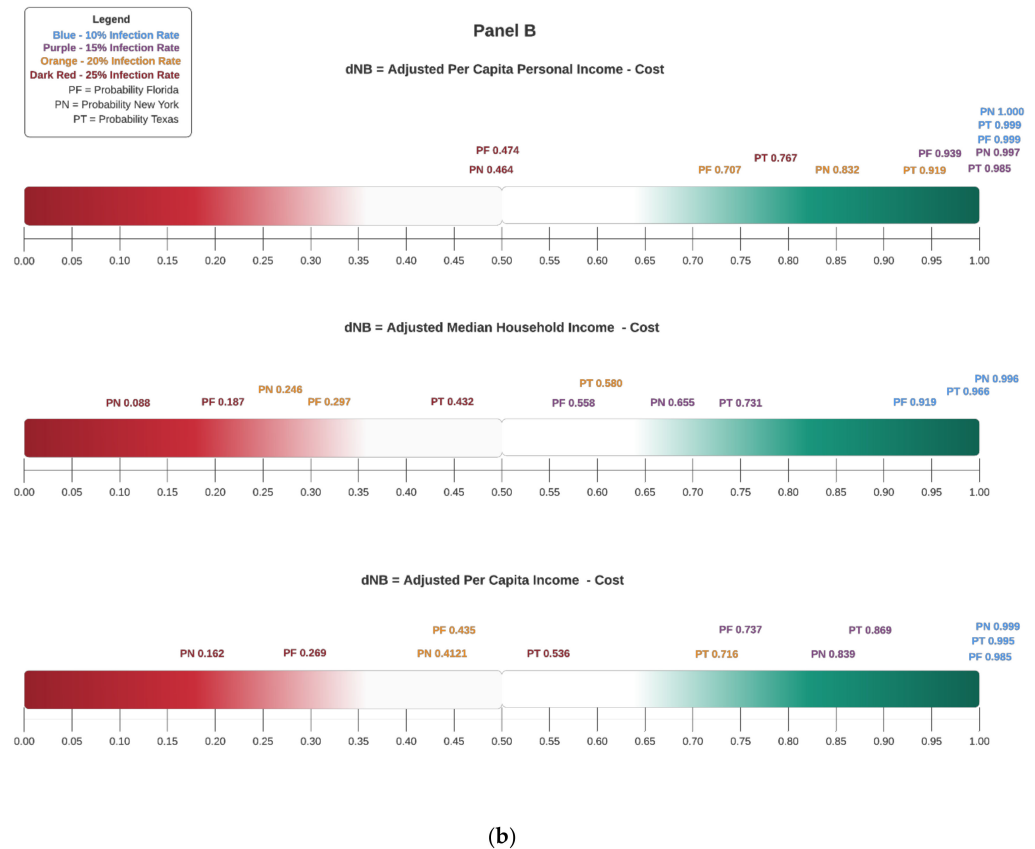 Legend
Blue - 10% Infection Rate
Purple - 15% Infection Rate
Orange - 20% Infection Rate
Dark Red - 25% Infection Rate
PF = Probability Florida
PN = Probability New York
PT = Probability Texas
Panel B
dNB = Adjusted Per Capita Personal Income - Cost
PN 1.000
PT 0.999
PF 0.999
PF 0.474 PF 0.939 PN 0.997
PT 0.767
PN 0.464 PF 0.707 PN 0.832 PT 0.919 PT 0.985
0.00 0.05 0.10 0.15 0.20 0.25 0.30 0.35 0.40 0.45 0.50 0.55 0.60 0.65 0.70 0.75 0.80 0.85 0.90 0.95 1.00
dNB = Adjusted Median Household Income - Cost
PN 0.996
PT 0.580
PN 0.246 PT 0.966
PN 0.088 PF 0.187 PF 0.297 PT 0.432 PF 0.558 PN 0.655 PT 0.731 PF 0.919
0.00 0.05 0.10 0.15 0.20 0.25 0.30 0.35 0.40 0.45 0.50 0.55 0.60 0.65 0.70 0.75 0.80 0.85 0.90 0.95 1.00
dNB = Adjusted Per Capita Income - Cost
PN 0.999
PF 0.435 PF 0.737 PT 0.869
PT 0.995
PN 0.162 PF 0.269 PN 0.4121 PT 0.536 PT 0.716 PN 0.839
PF 0.985
0.00 0.05 0.10 0.15 0.20 0.25 0.30 0.35 0.40 0.45 0.50 0.55 0.60 0.65 0.70 0.75 0.80 0.85 0.90 0.95 1.00
(b)